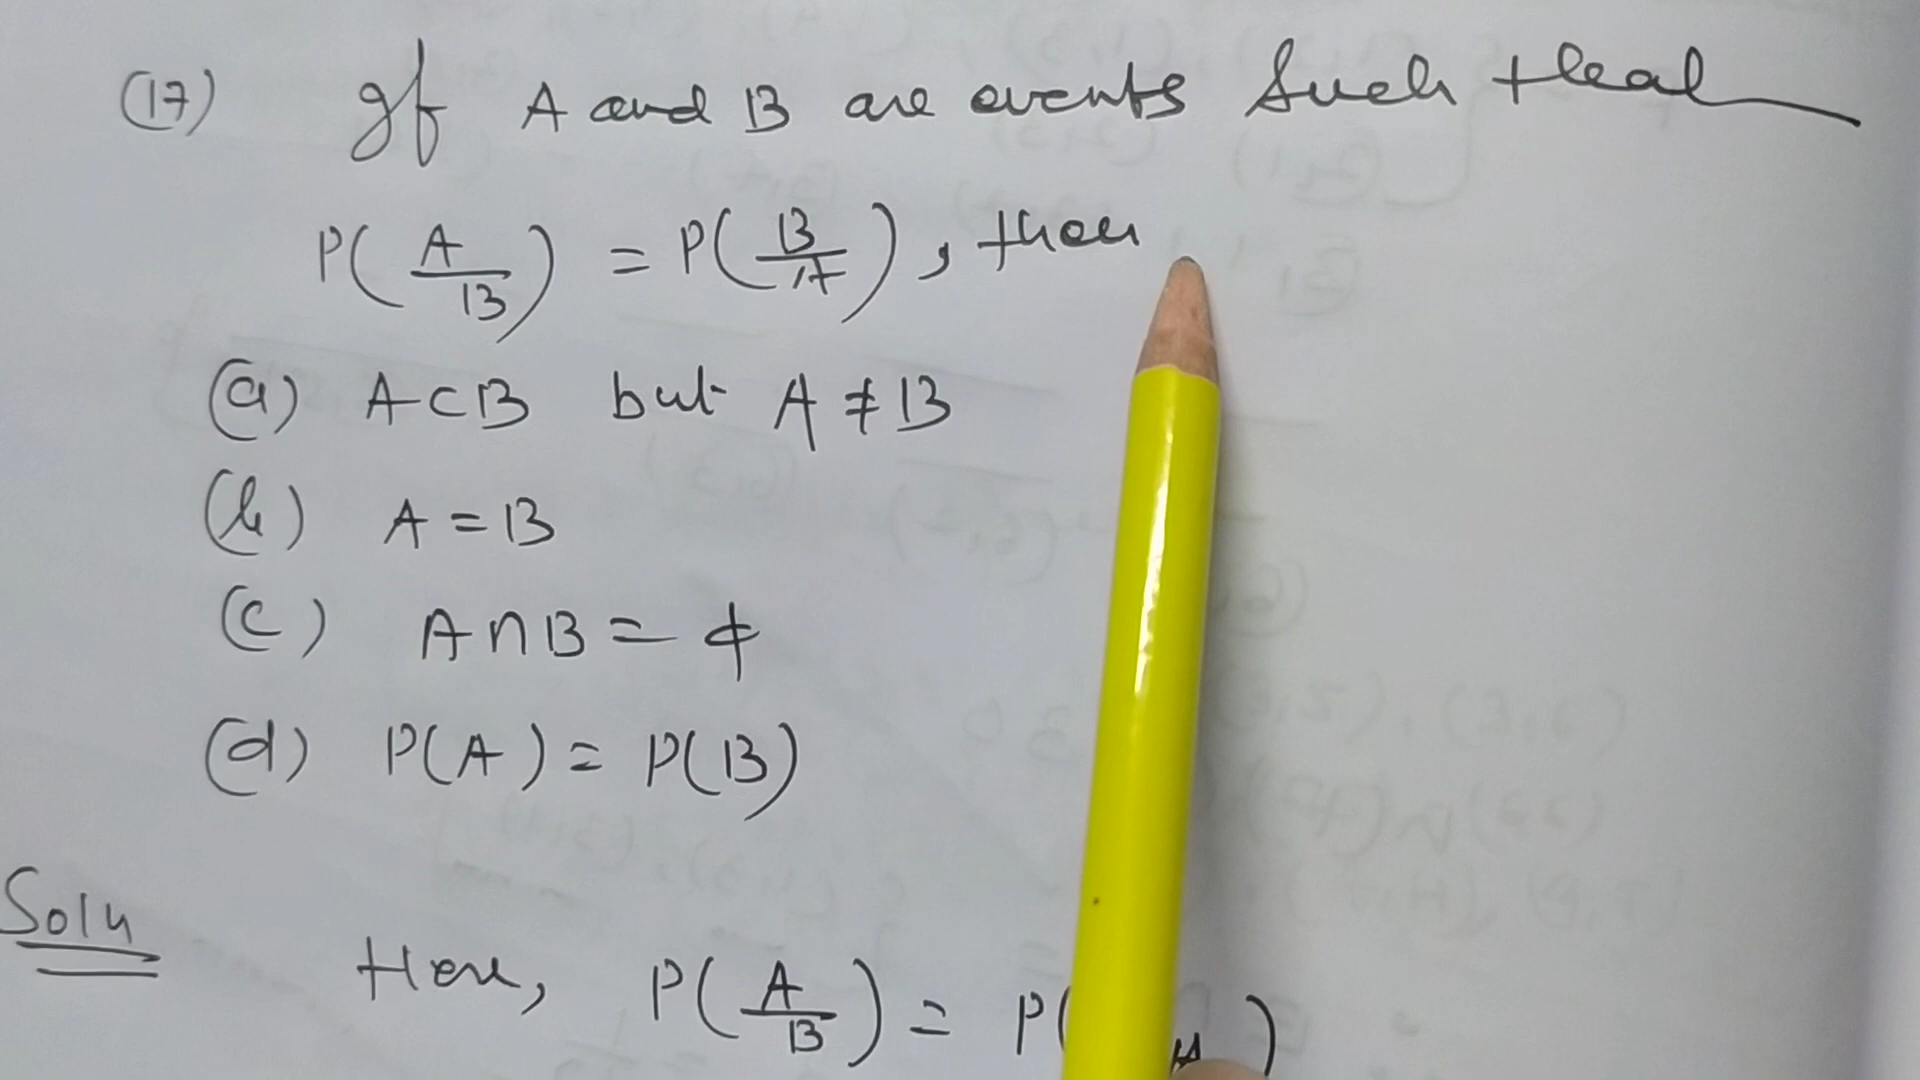 (17) If A and B are events such that
P(A/B) = P(B/A), then
(a) A⊂B but A ≠ B
(b) A = B
(c) A∩B = ϕ
(d) P(A) = P(B)
Soln
Here, P(A/B) = P(